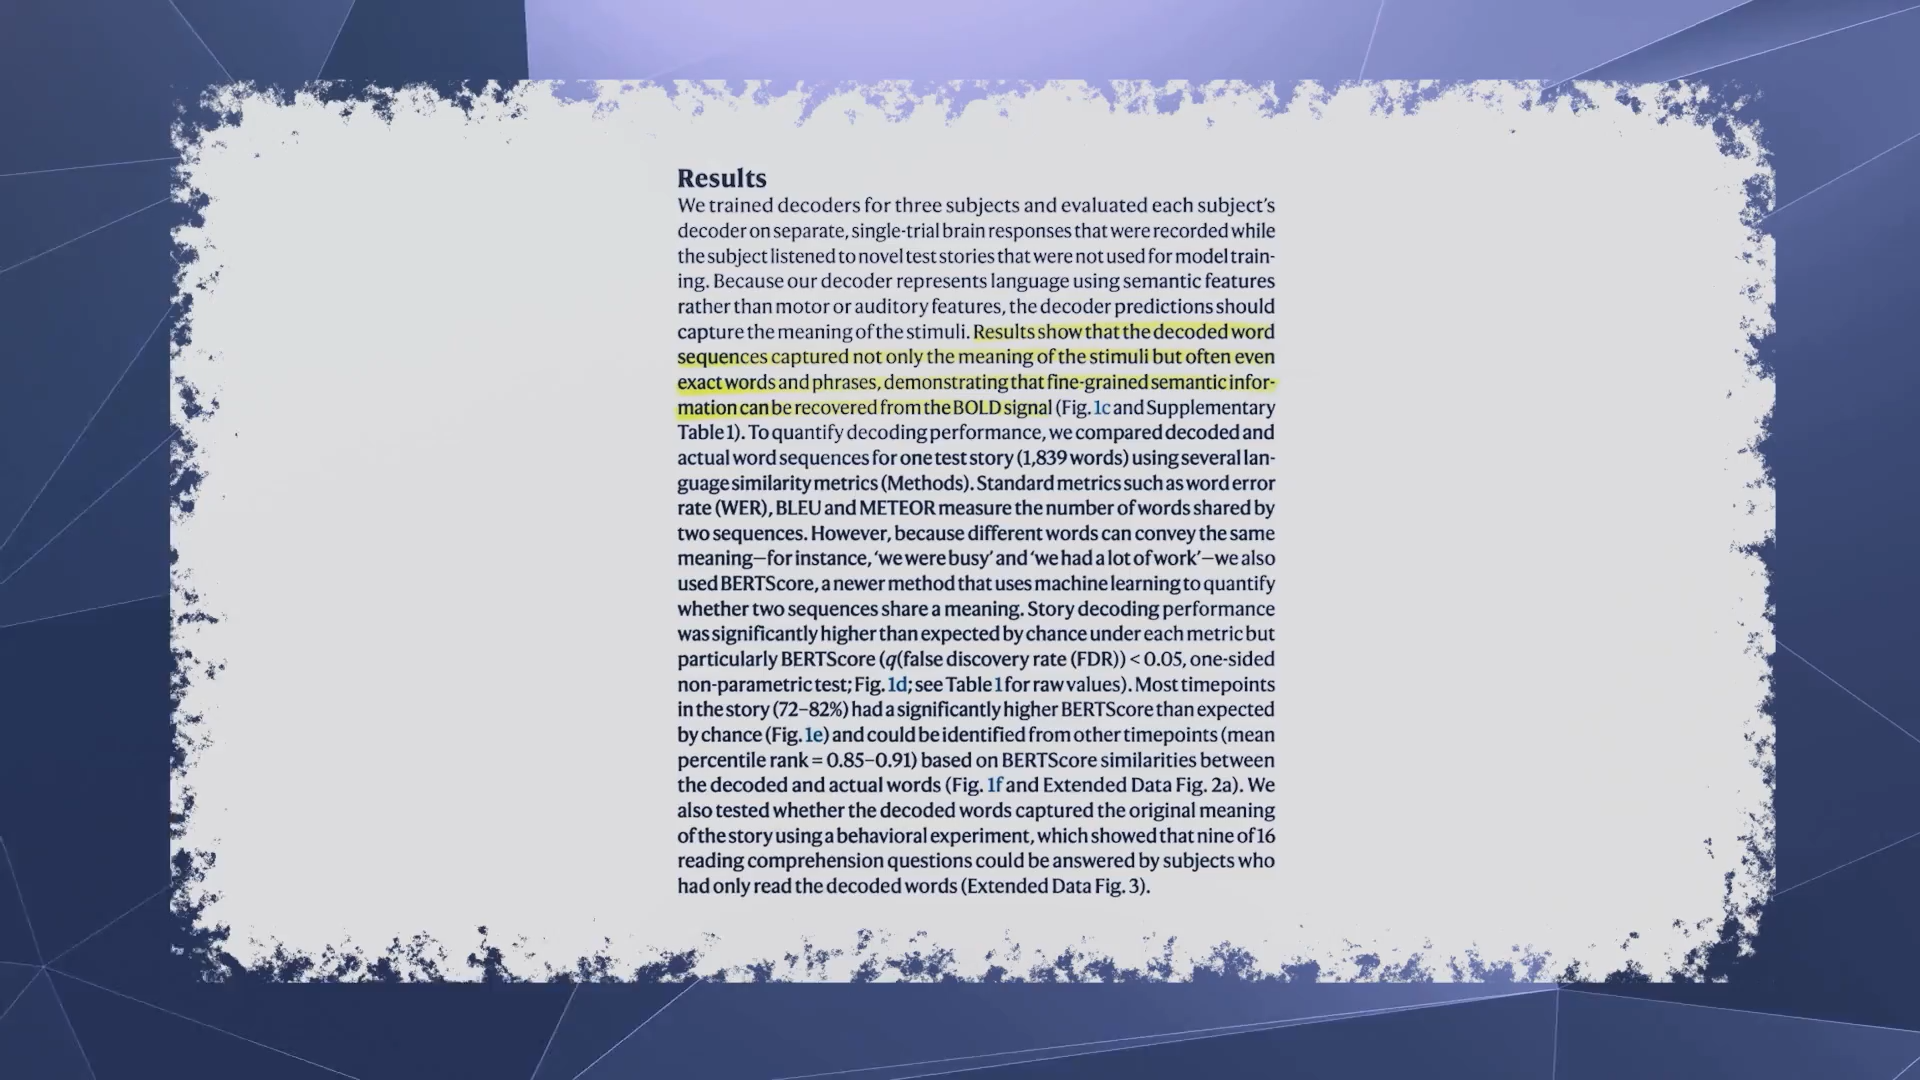 Results
We trained decoders for three subjects and evaluated each subject's
decoder on separate, single-trial brain responses that were recorded while
the subject listened to novel test stories that were not used for model train-
ing. Because our decoder represents language using semantic features
rather than motor or auditory features, the decoder predictions should
capture the meaning of the stimuli. Results show that the decoded word
sequences captured not only the meaning of the stimuli but often even
exact words and phrases, demonstrating that fine-grained semantic infor-
mation can be recovered from the BOLD signal (Fig. 1c and Supplementary
Table 1). To quantify decoding performance, we compared decoded and
actual word sequences for one test story (1,839 words) using several lan-
guage similarity metrics (Methods). Standard metrics such as word error
rate (WER), BLEU and METEOR measure the number of words shared by
two sequences. However, because different words can convey the same
meaning—for instance, ‘we were busy’ and ‘we had a lot of work’—we also
used BERTScore, a newer method that uses machine learning to quantify
whether two sequences share a meaning. Story decoding performance
was significantly higher than expected by chance under each metric but
particularly BERTScore (q(false discovery rate (FDR)) < 0.05, one-sided
non-parametric test; Fig. 1d; see Table 1 for raw values). Most timepoints
in the story (72–82%) had a significantly higher BERTScore than expected
by chance (Fig. 1e) and could be identified from other timepoints (mean
percentile rank = 0.85–0.91) based on BERTScore similarities between
the decoded and actual words (Fig. 1f and Extended Data Fig. 2a). We
also tested whether the decoded words captured the original meaning
of the story using a behavioral experiment, which showed that nine of 16
reading comprehension questions could be answered by subjects who
had only read the decoded words (Extended Data Fig. 3).